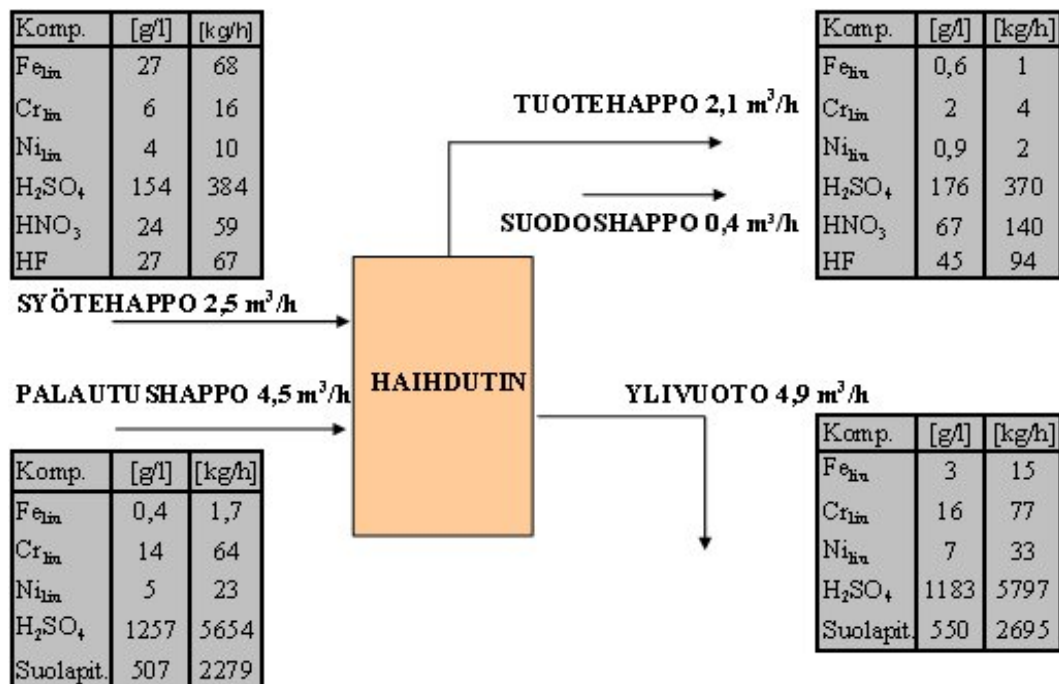 Komp. [g/l] [kg/h]
Fe_liu 27 68
Cr_liu 6 16
Ni_liu 4 10
H₂SO₄ 154 384
HNO₃ 24 59
HF 27 67
Komp. [g/l] [kg/h]
Fe_liu 0,6 1
Cr_liu 2 4
Ni_liu 0,9 2
H₂SO₄ 176 370
HNO₃ 67 140
HF 45 94
TUOTEHAPPO 2,1 m³/h
SUODOSHAPPO 0,4 m³/h
SYÖTEHAPPO 2,5 m³/h
HAIHDUTIN
PALAUTUSHAPPO 4,5 m³/h
YLIVUOTO 4,9 m³/h
Komp. [g/l] [kg/h]
Fe_liu 0,4 1,7
Cr_liu 14 64
Ni_liu 5 23
H₂SO₄ 1257 5654
Suolapit. 507 2279
Komp. [g/l] [kg/h]
Fe_liu 3 15
Cr_liu 16 77
Ni_liu 7 33
H₂SO₄ 1183 5797
Suolapit. 550 2695